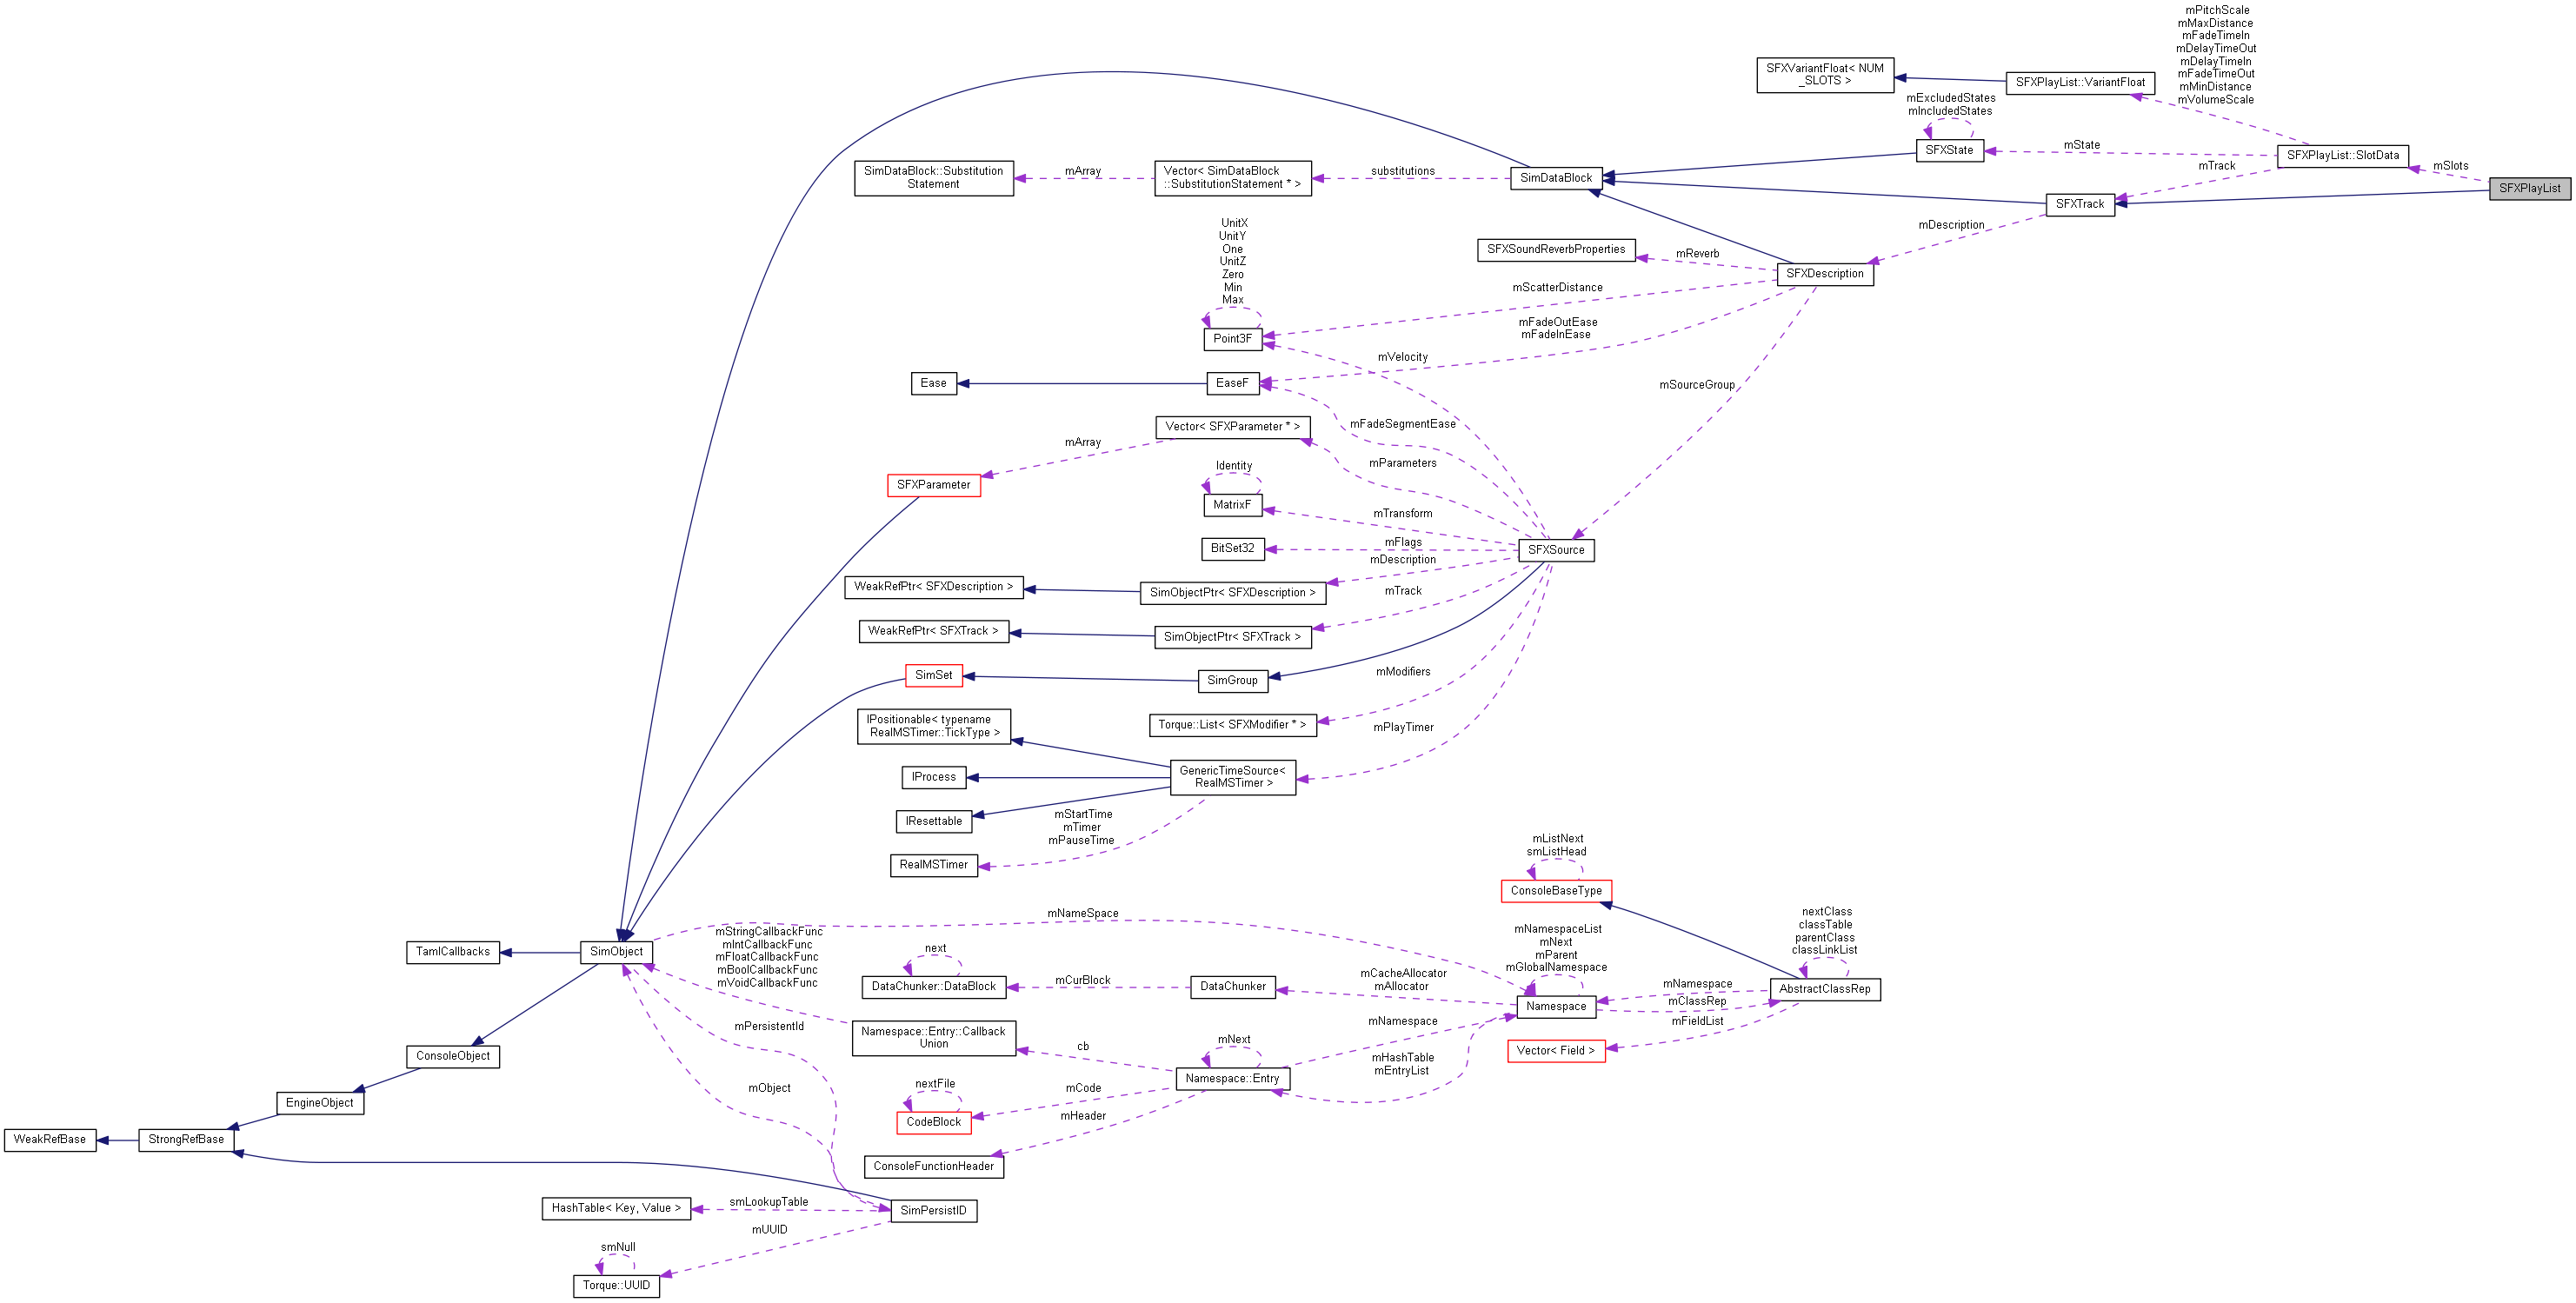 mPitchScale
mMaxDistance
mFadeTimeIn
mDelayTimeOut
mDelayTimeIn
mFadeTimeOut
mMinDistance
mVolumeScale
SFXVariantFloat< NUM
_SLOTS >
SFXPlayList::VariantFloat
mExcludedStates
mIncludedStates
SFXState
mState
SFXPlayList::SlotData
mTrack
mSlots
SFXPlayList
SimDataBlock::Substitution
Statement
mArray
Vector< SimDataBlock
::SubstitutionStatement * >
substitutions
SimDataBlock
SFXTrack
mDescription
UnitX
UnitY
One
UnitZ
Zero
Min
Max
Point3F
SFXSoundReverbProperties
mReverb
SFXDescription
mScatterDistance
mFadeOutEase
mFadeInEase
mVelocity
mSourceGroup
Ease
EaseF
mFadeSegmentEase
Vector< SFXParameter * >
mArray
mParameters
SFXParameter
Identity
MatrixF
mTransform
BitSet32
mFlags
SFXSource
mDescription
WeakRefPtr< SFXDescription >
SimObjectPtr< SFXDescription >
mTrack
WeakRefPtr< SFXTrack >
SimObjectPtr< SFXTrack >
SimSet
SimGroup
mModifiers
IPositionable< typename
RealMSTimer::TickType >
Torque::List< SFXModifier * >
mPlayTimer
IProcess
GenericTimeSource<
RealMSTimer >
IResettable
mStartTime
mTimer
mPauseTime
RealMSTimer
mListNext
smListHead
ConsoleBaseType
mNameSpace
nextClass
classTable
parentClass
classLinkList
AbstractClassRep
TamlCallbacks
SimObject
mStringCallbackFunc
mIntCallbackFunc
mFloatCallbackFunc
mBoolCallbackFunc
mVoidCallbackFunc
next
DataChunker::DataBlock
mCurBlock
DataChunker
mCacheAllocator
mAllocator
mNamespaceList
mNext
mParent
mGlobalNamespace
Namespace
mNamespace
mClassRep
mFieldList
Vector< Field >
mPersistentId
Namespace::Entry::Callback
Union
cb
mNext
Namespace::Entry
mNamespace
mHashTable
mEntryList
ConsoleObject
mObject
nextFile
CodeBlock
mCode
mHeader
EngineObject
WeakRefBase
StrongRefBase
ConsoleFunctionHeader
HashTable< Key, Value >
smLookupTable
SimPersistID
mUUID
smNull
Torque::UUID